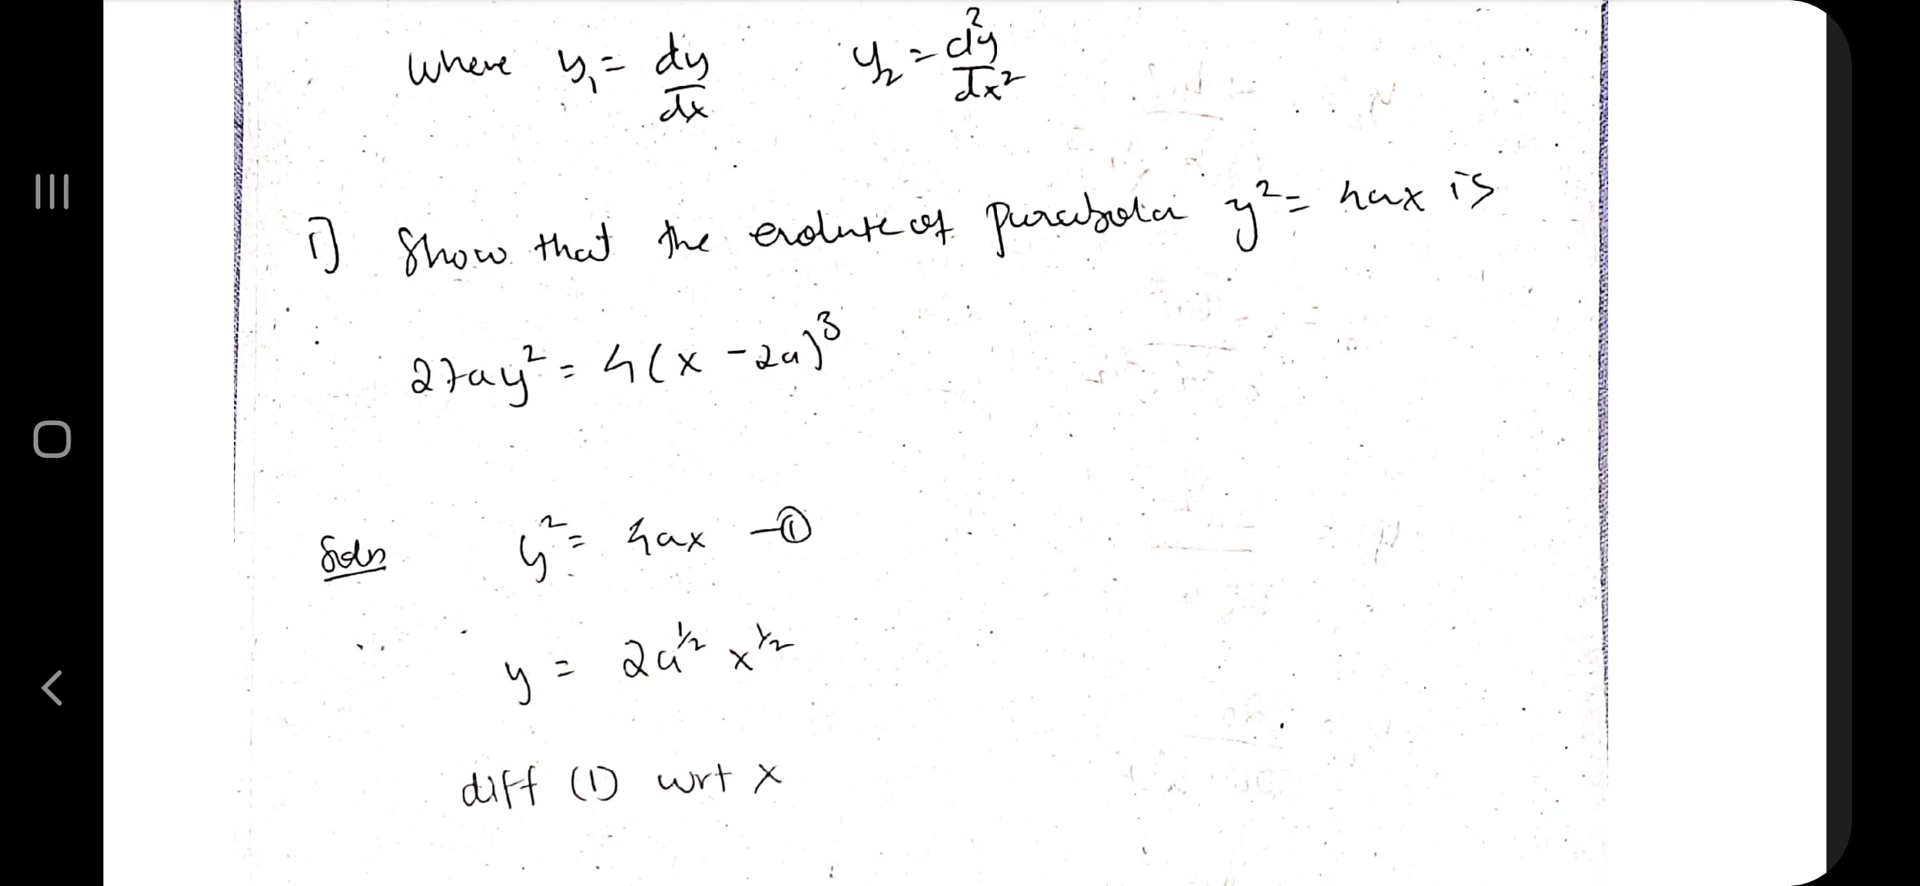 Where y₁ = dy/dx y₂ = d²y/dx²
1) Show that the evolute of parabola y² = 4ax is
27ay² = 4(x - 2a)³
Soln y² = 4ax —①
y = 2a^1/2 x^1/2
diff (1) wrt x